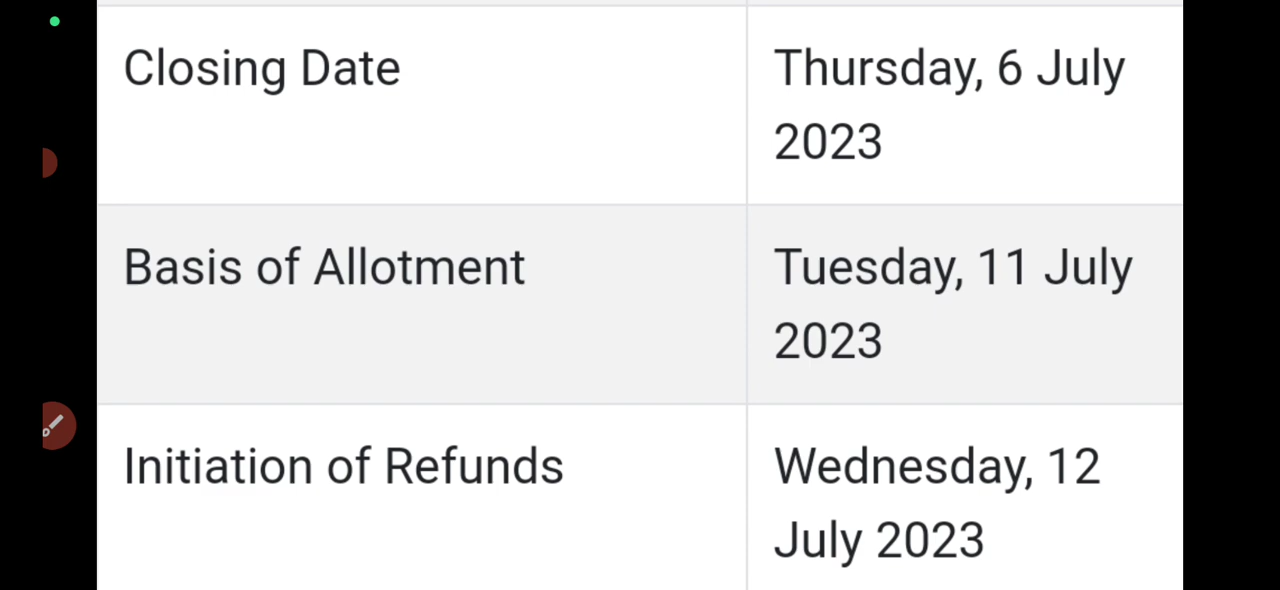 Closing Date
Thursday, 6 July
2023
Basis of Allotment
Tuesday, 11 July
2023
Initiation of Refunds
Wednesday, 12
July 2023